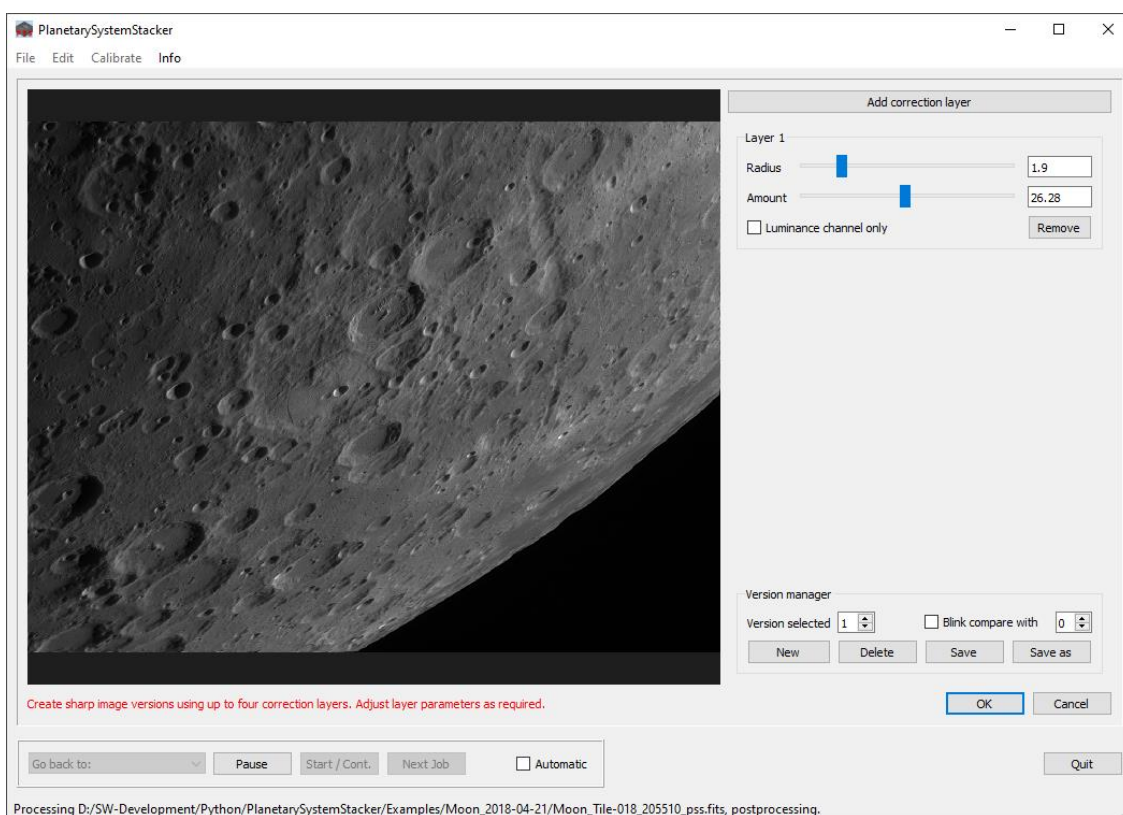 PlanetarySystemStacker
File Edit Calibrate Info
Add correction layer
Layer 1
Radius 1.9
Amount 26.28
Luminance channel only Remove
Version manager
Version selected 1 Blink compare with 0
New Delete Save Save as
Create sharp image versions using up to four correction layers. Adjust layer parameters as required.
OK Cancel
Go back to: Pause Start / Cont. Next Job Automatic Quit
Processing D:/SW-Development/Python/PlanetarySystemStacker/Examples/Moon_2018-04-21/Moon_Tile-018_205510_pss.fits, postprocessing.